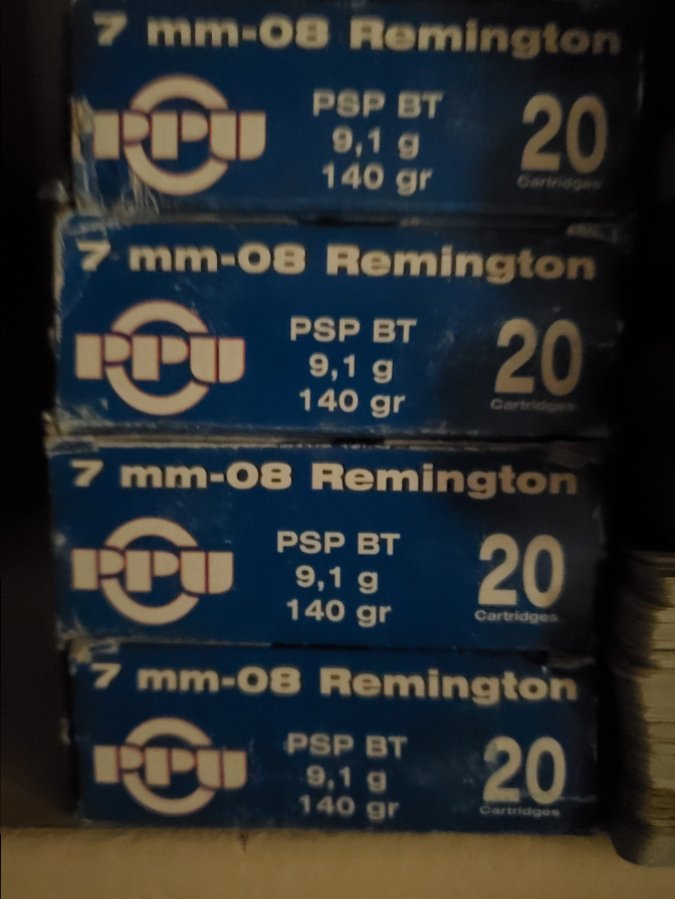 7 mm-08 Remington
PPU
PSP BT
9,1 g
140 gr
20
Cartridges
7 mm-08 Remington
PPU
PSP BT
9,1 g
140 gr
20
Cartridges
7 mm-08 Remington
PPU
PSP BT
9,1 g
140 gr
20
Cartridges
7 mm-08 Remington
PPU
PSP BT
9,1 g
140 gr
20
Cartridges